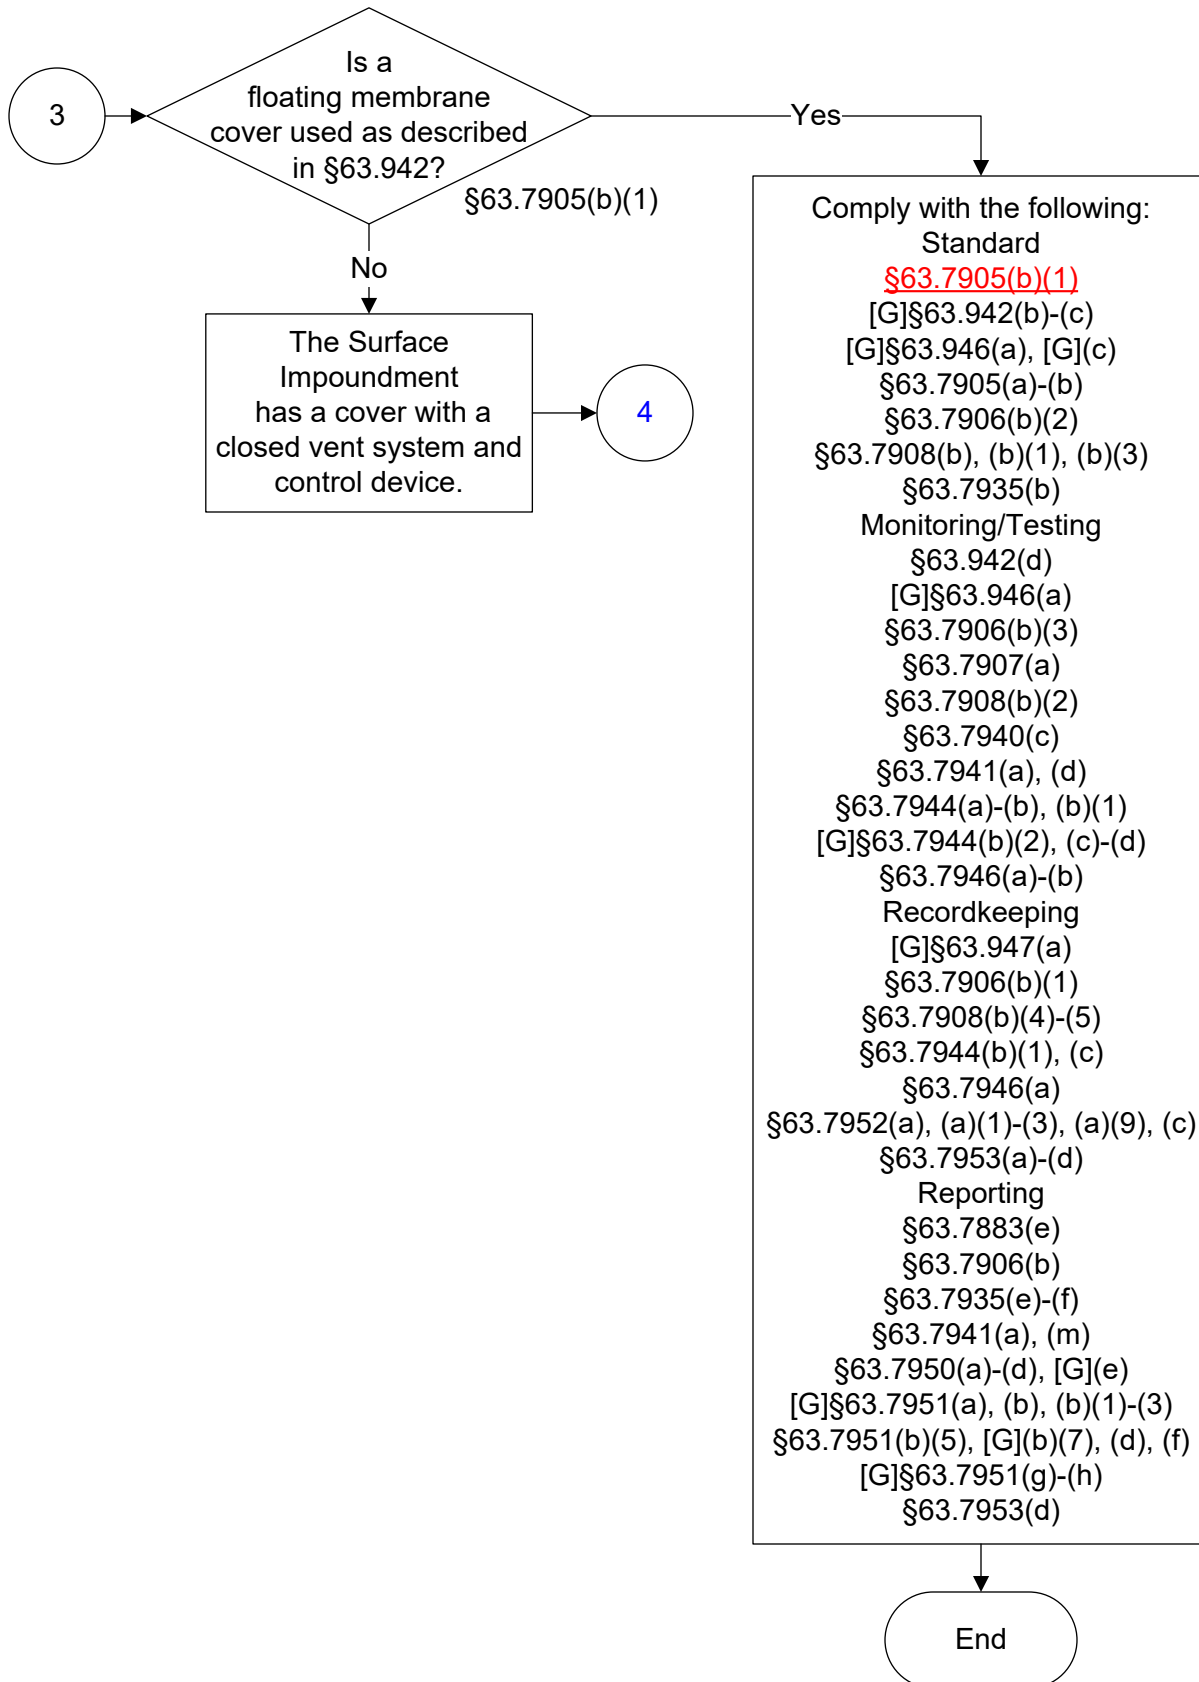 3
Is a
floating membrane
cover used as described
in §63.942?
§63.7905(b)(1)
Yes
No
The Surface
Impoundment
has a cover with a
closed vent system and
control device.
4
Comply with the following:
Standard
§63.7905(b)(1)
[G]§63.942(b)-(c)
[G]§63.946(a), [G](c)
§63.7905(a)-(b)
§63.7906(b)(2)
§63.7908(b), (b)(1), (b)(3)
§63.7935(b)
Monitoring/Testing
§63.942(d)
[G]§63.946(a)
§63.7906(b)(3)
§63.7907(a)
§63.7908(b)(2)
§63.7940(c)
§63.7941(a), (d)
§63.7944(a)-(b), (b)(1)
[G]§63.7944(b)(2), (c)-(d)
§63.7946(a)-(b)
Recordkeeping
[G]§63.947(a)
§63.7906(b)(1)
§63.7908(b)(4)-(5)
§63.7944(b)(1), (c)
§63.7946(a)
§63.7952(a), (a)(1)-(3), (a)(9), (c)
§63.7953(a)-(d)
Reporting
§63.7883(e)
§63.7906(b)
§63.7935(e)-(f)
§63.7941(a), (m)
§63.7950(a)-(d), [G](e)
[G]§63.7951(a), (b), (b)(1)-(3)
§63.7951(b)(5), [G](b)(7), (d), (f)
[G]§63.7951(g)-(h)
§63.7953(d)
End